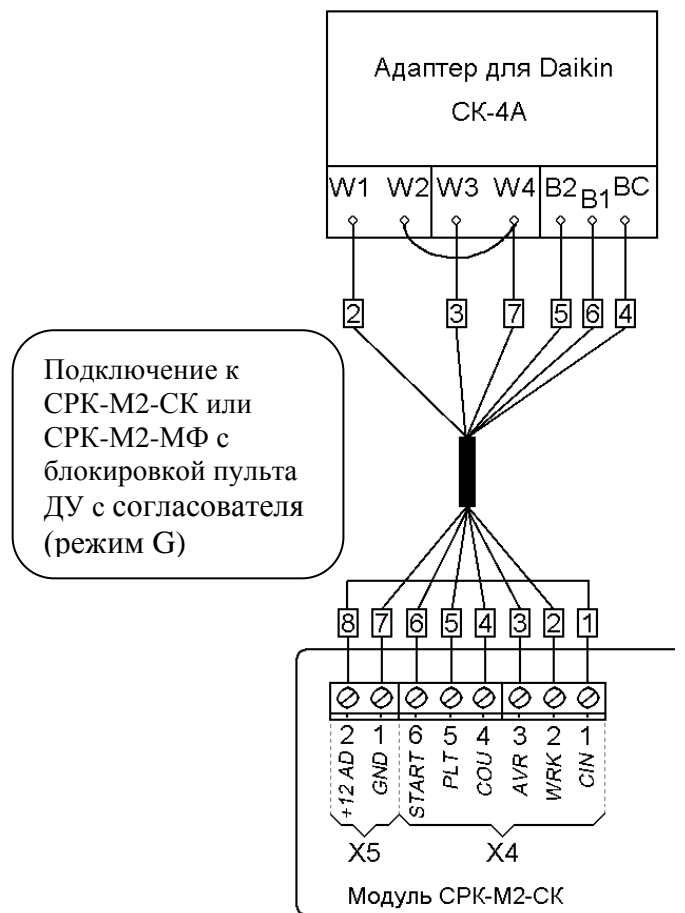 Адаптер для Daikin
СК-4А
W1 W2 W3 W4 B2 B1 BC
2 3 7 5 6 4
Подключение к
СРК-М2-СК или
СРК-М2-МФ с
блокировкой пульта
ДУ с согласователя
(режим G)
8 7 6 5 4 3 2 1
2 1 6 5 4 3 2 1
+12 AD GND START PLT COU AVR WRK CIN
X5 X4
Модуль СРК-М2-СК